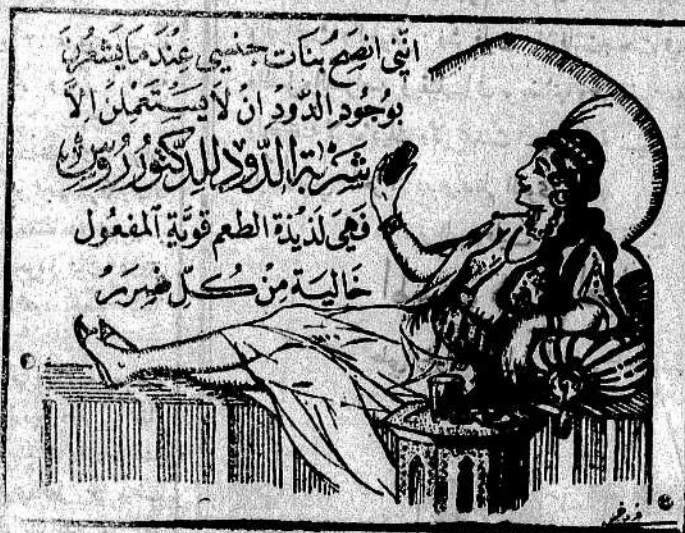 انني انصح بنات جنسي عندما يشعرن
بوجود الدود ان لا يستعملن الا
شربة الدود للدكتور روس
فهي لذيذة الطعم قوية المفعول
خالية من كل ضرر